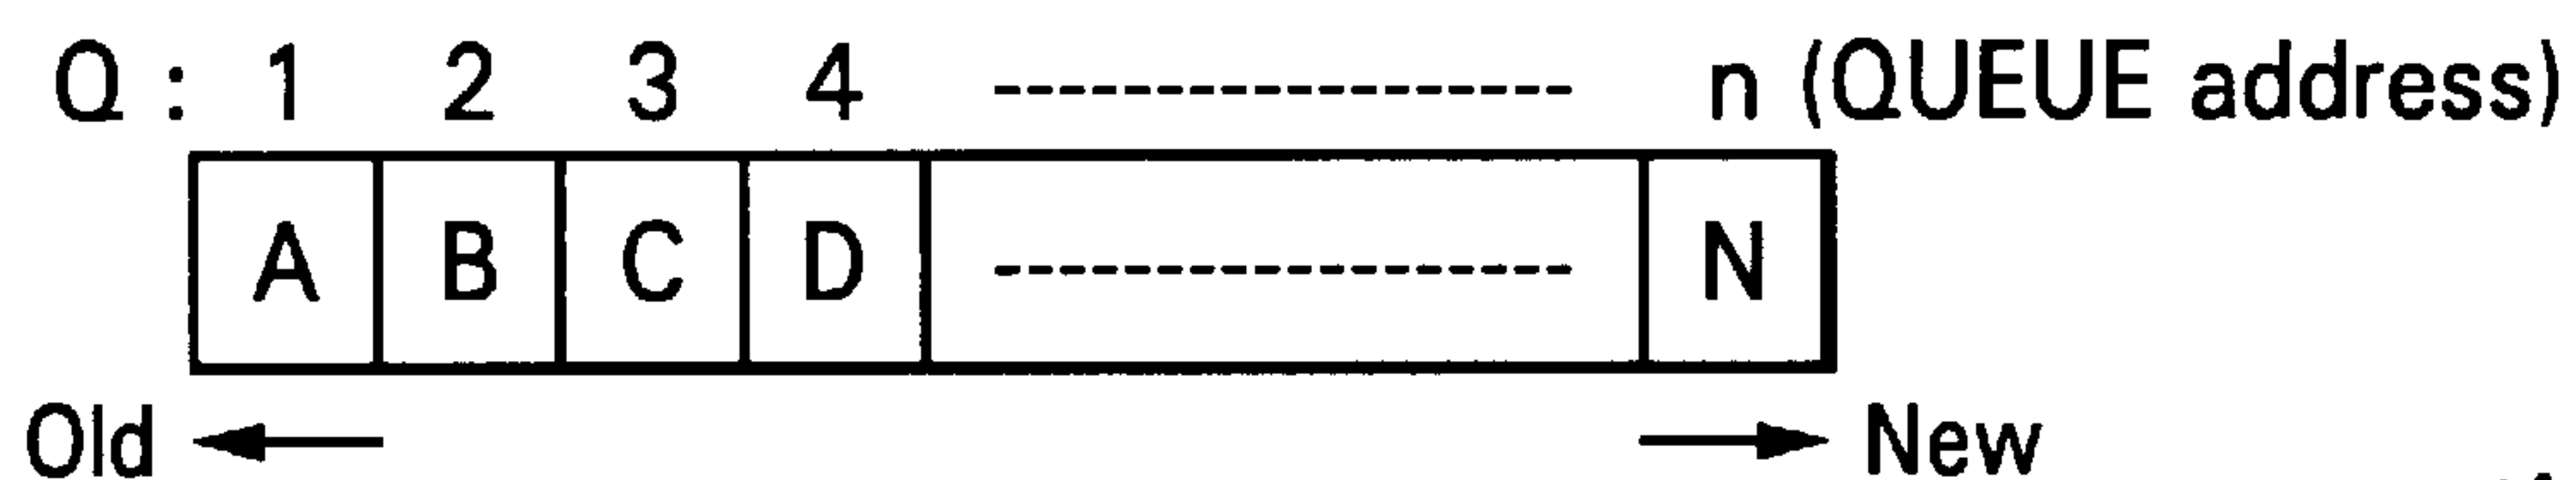 Q : 1 2 3 4 ------------------ n (QUEUE address)
A B C D ------------------ N
Old New